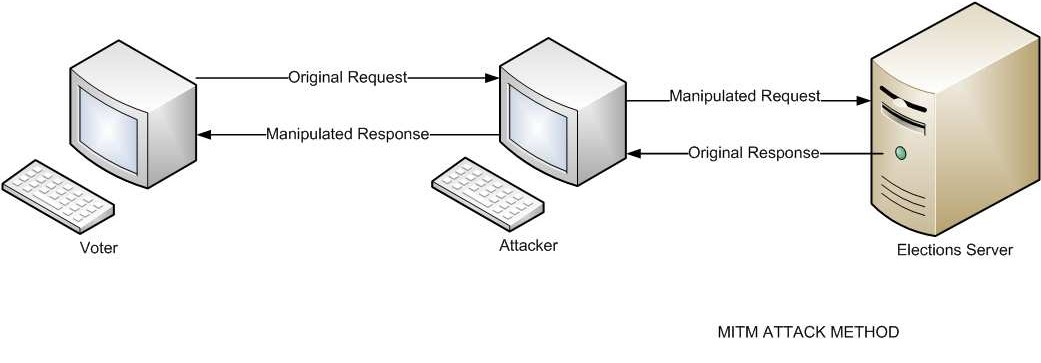 Original Request
Manipulated Request
Manipulated Response
Original Response
Voter
Attacker
Elections Server
MITM ATTACK METHOD